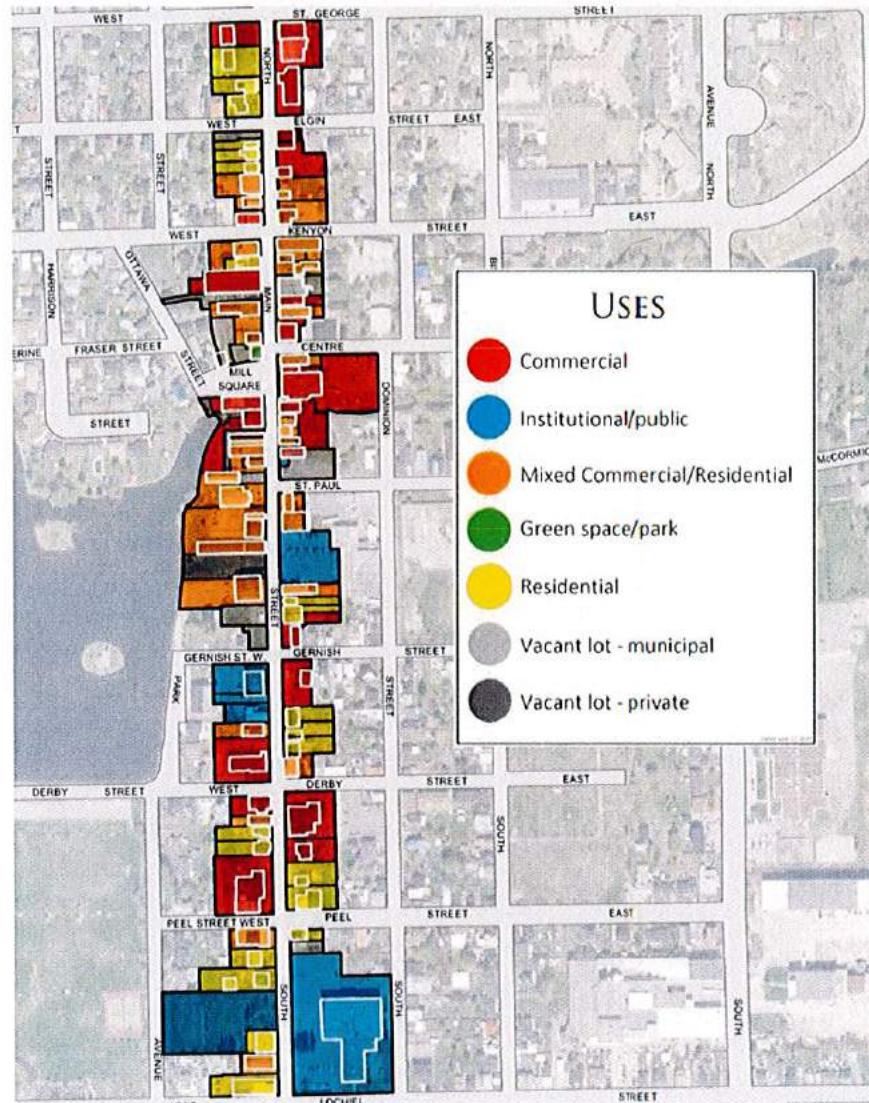 WEST
ST. GEORGE
STREET
NORTH
NORTH
AVENUE
NORTH
WEST
ELGIN
STREET
EAST
STREET
STREET
EAST
WEST
KENYON
STREET
OTTAWA
STREET
HARRISON
MAIN
FRASER STREET
CENTRE
MILL
SQUARE
DOMINION
STREET
McCORMIC
ST. PAUL
STREET
GERNISH ST. W.
GERNISH
STREET
PARK
STREET
DERBY
STREET
WEST
DERBY
STREET
EAST
SOUTH
PEEL STREET WEST
PEEL
STREET
EAST
SOUTH
SOUTH
SOUTH
AVENUE
LOCHIEL
STREET
USES
Commercial
Institutional/public
Mixed Commercial/Residential
Green space/park
Residential
Vacant lot - municipal
Vacant lot - private